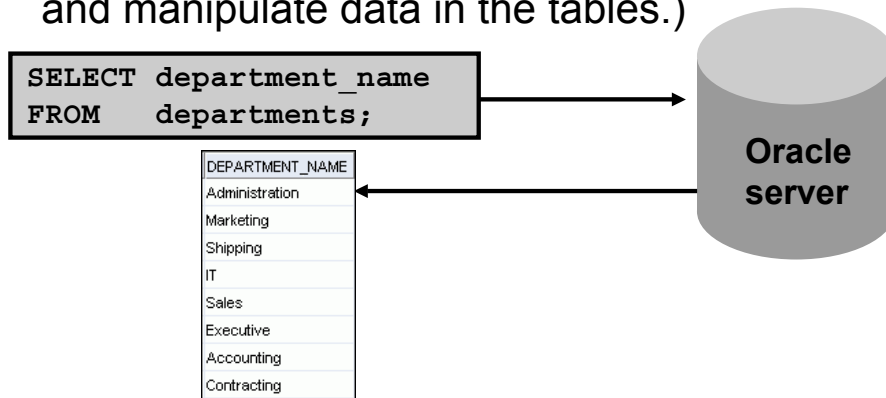 and manipulate data in the tables.)
SELECT department_name
FROM departments;
Oracle
server
DEPARTMENT_NAME
Administration
Marketing
Shipping
IT
Sales
Executive
Accounting
Contracting